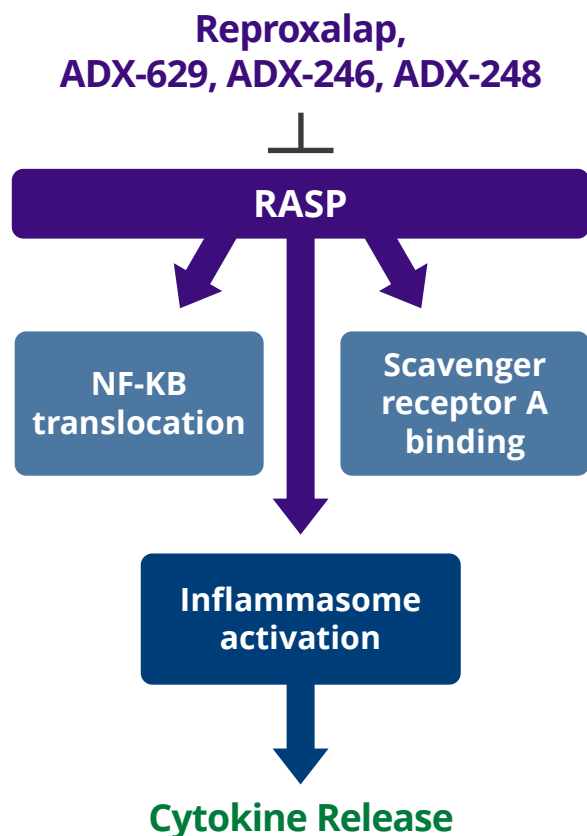 Reproxalap,
ADX-629, ADX-246, ADX-248
RASP
NF-KB
translocation
Scavenger
receptor A
binding
Inflammasome
activation
Cytokine Release